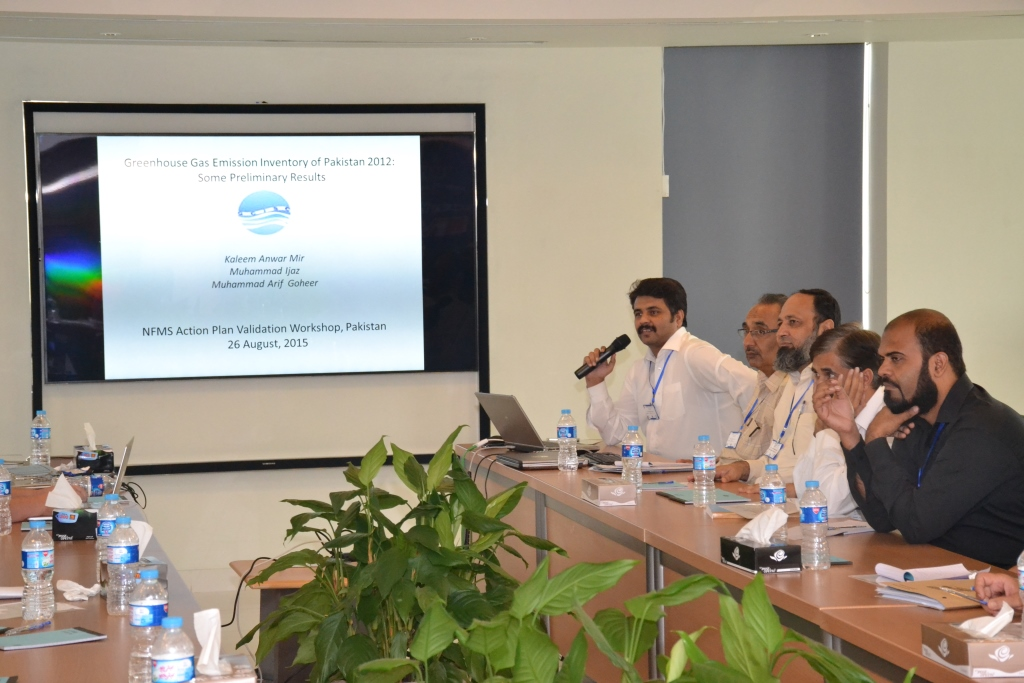 Greenhouse Gas Emission Inventory of Pakistan 2012:
Some Preliminary Results
Kaleem Anwar Mir
Muhammad Ijaz
Muhammad Arif Goheer
NFMS Action Plan Validation Workshop, Pakistan
26 August, 2015